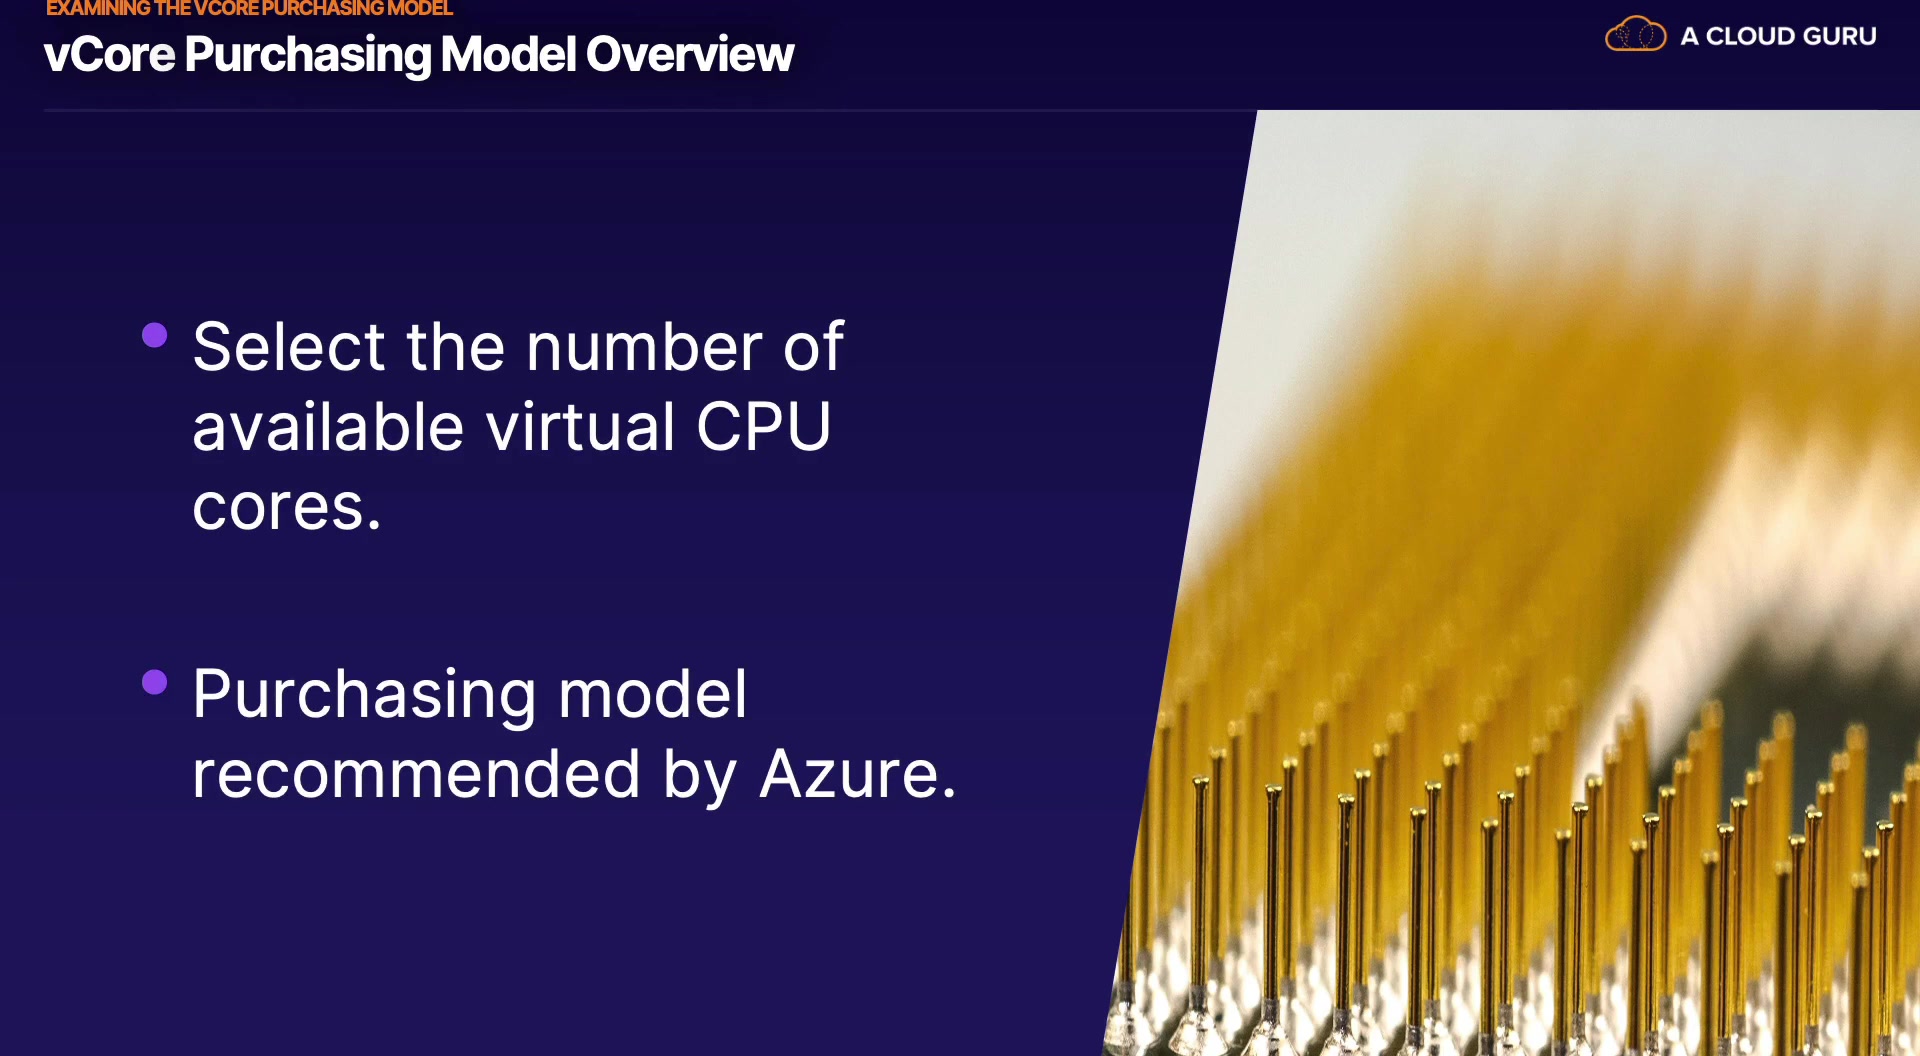 EXAMINING THE VCORE PURCHASING MODEL
vCore Purchasing Model Overview
A CLOUD GURU
Select the number of
available virtual CPU
cores.
Purchasing model
recommended by Azure.